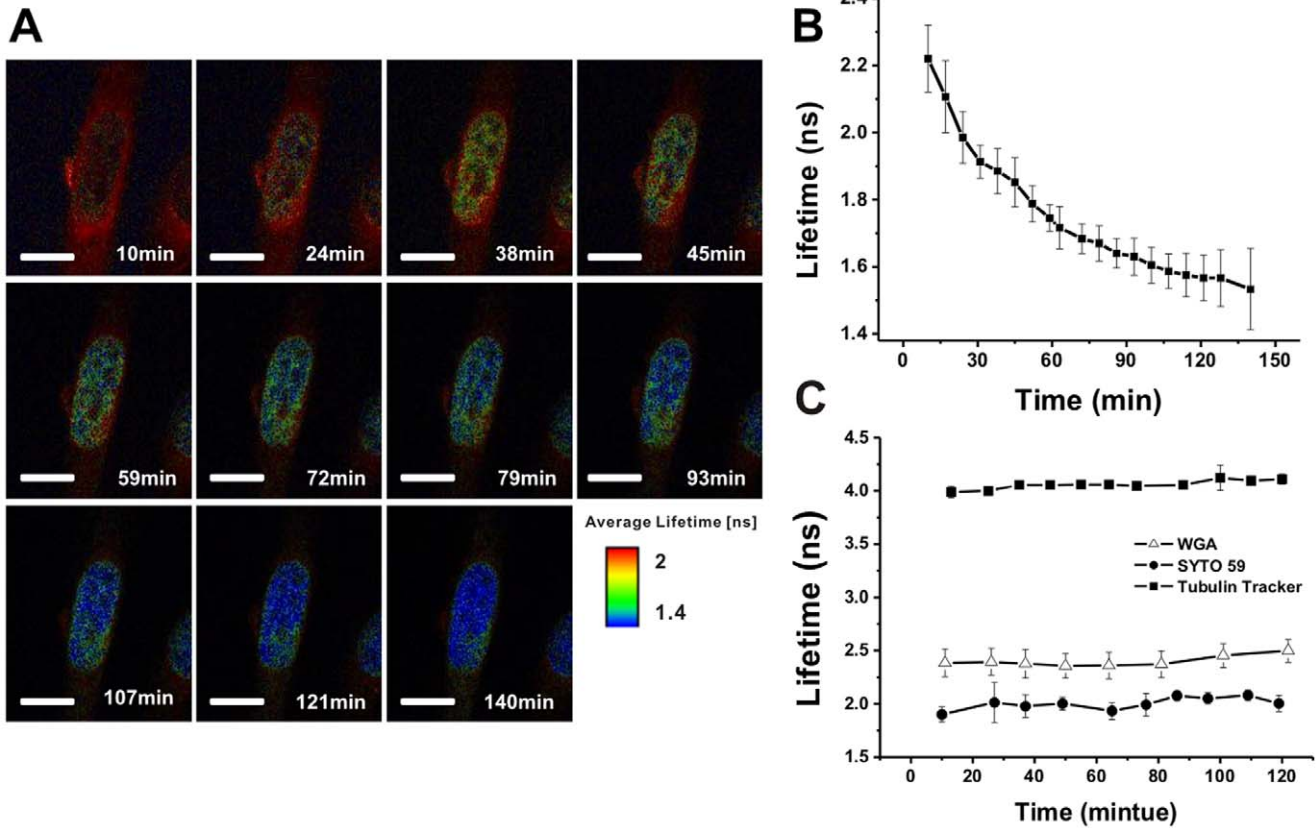 A
10min
24min
38min
45min
59min
72min
79min
93min
107min
121min
140min
Average Lifetime [ns]
2
1.4
B
2.4
2.2
2.0
1.8
1.6
1.4
Lifetime (ns)
0 30 60 90 120 150
Time (min)
C
4.5
4.0
3.5
3.0
2.5
2.0
1.5
Lifetime (ns)
WGA
SYTO 59
Tubulin Tracker
0 20 40 60 80 100 120
Time (mintue)